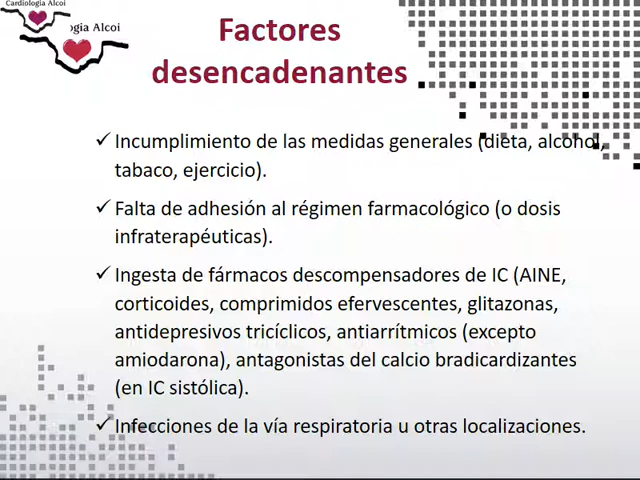 Cardiología Alcoi
gía Alcoi
Factores
desencadenantes
✓ Incumplimiento de las medidas generales (dieta, alcohol,
tabaco, ejercicio).
✓ Falta de adhesión al régimen farmacológico (o dosis
infraterapéuticas).
✓ Ingesta de fármacos descompensadores de IC (AINE,
corticoides, comprimidos efervescentes, glitazonas,
antidepresivos tricíclicos, antiarrítmicos (excepto
amiodarona), antagonistas del calcio bradicardizantes
(en IC sistólica).
✓ Infecciones de la vía respiratoria u otras localizaciones.